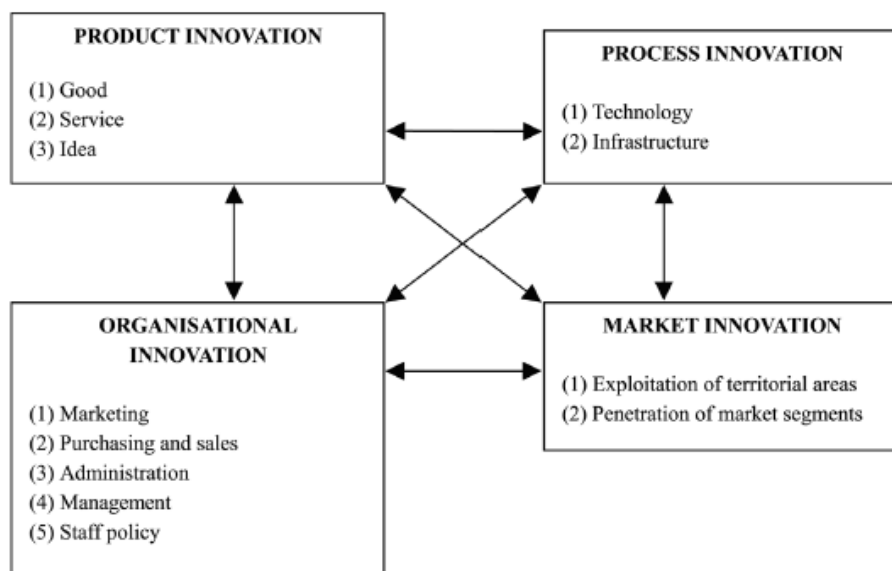 PRODUCT INNOVATION
(1) Good
(2) Service
(3) Idea
PROCESS INNOVATION
(1) Technology
(2) Infrastructure
ORGANISATIONAL
INNOVATION
(1) Marketing
(2) Purchasing and sales
(3) Administration
(4) Management
(5) Staff policy
MARKET INNOVATION
(1) Exploitation of territorial areas
(2) Penetration of market segments